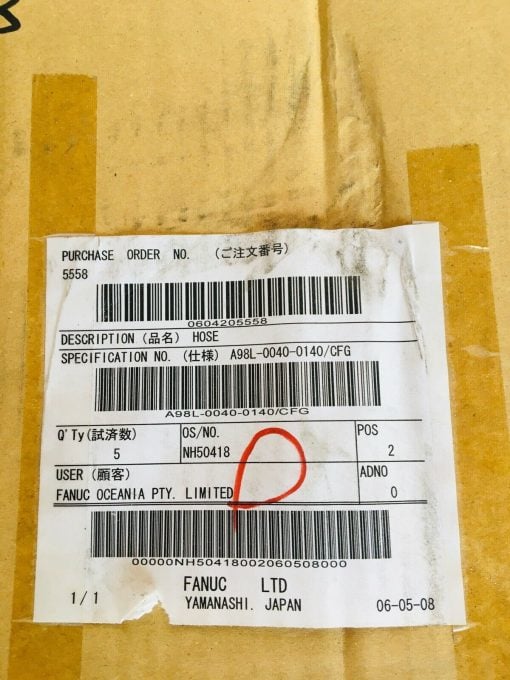 PURCHASE ORDER NO. (ご注文番号)
5558
0604205558
DESCRIPTION (品名) HOSE
SPECIFICATION NO. (仕様) A98L-0040-0140/CFG
A98L-0040-0140/CFG
Q'Ty(試済数) OS/NO. POS
5 NH50418 2
USER (顧客) ADNO
FANUC OCEANIA PTY. LIMITED 0
00000NH50418002060508000
FANUC LTD
1/1 YAMANASHI. JAPAN 06-05-08